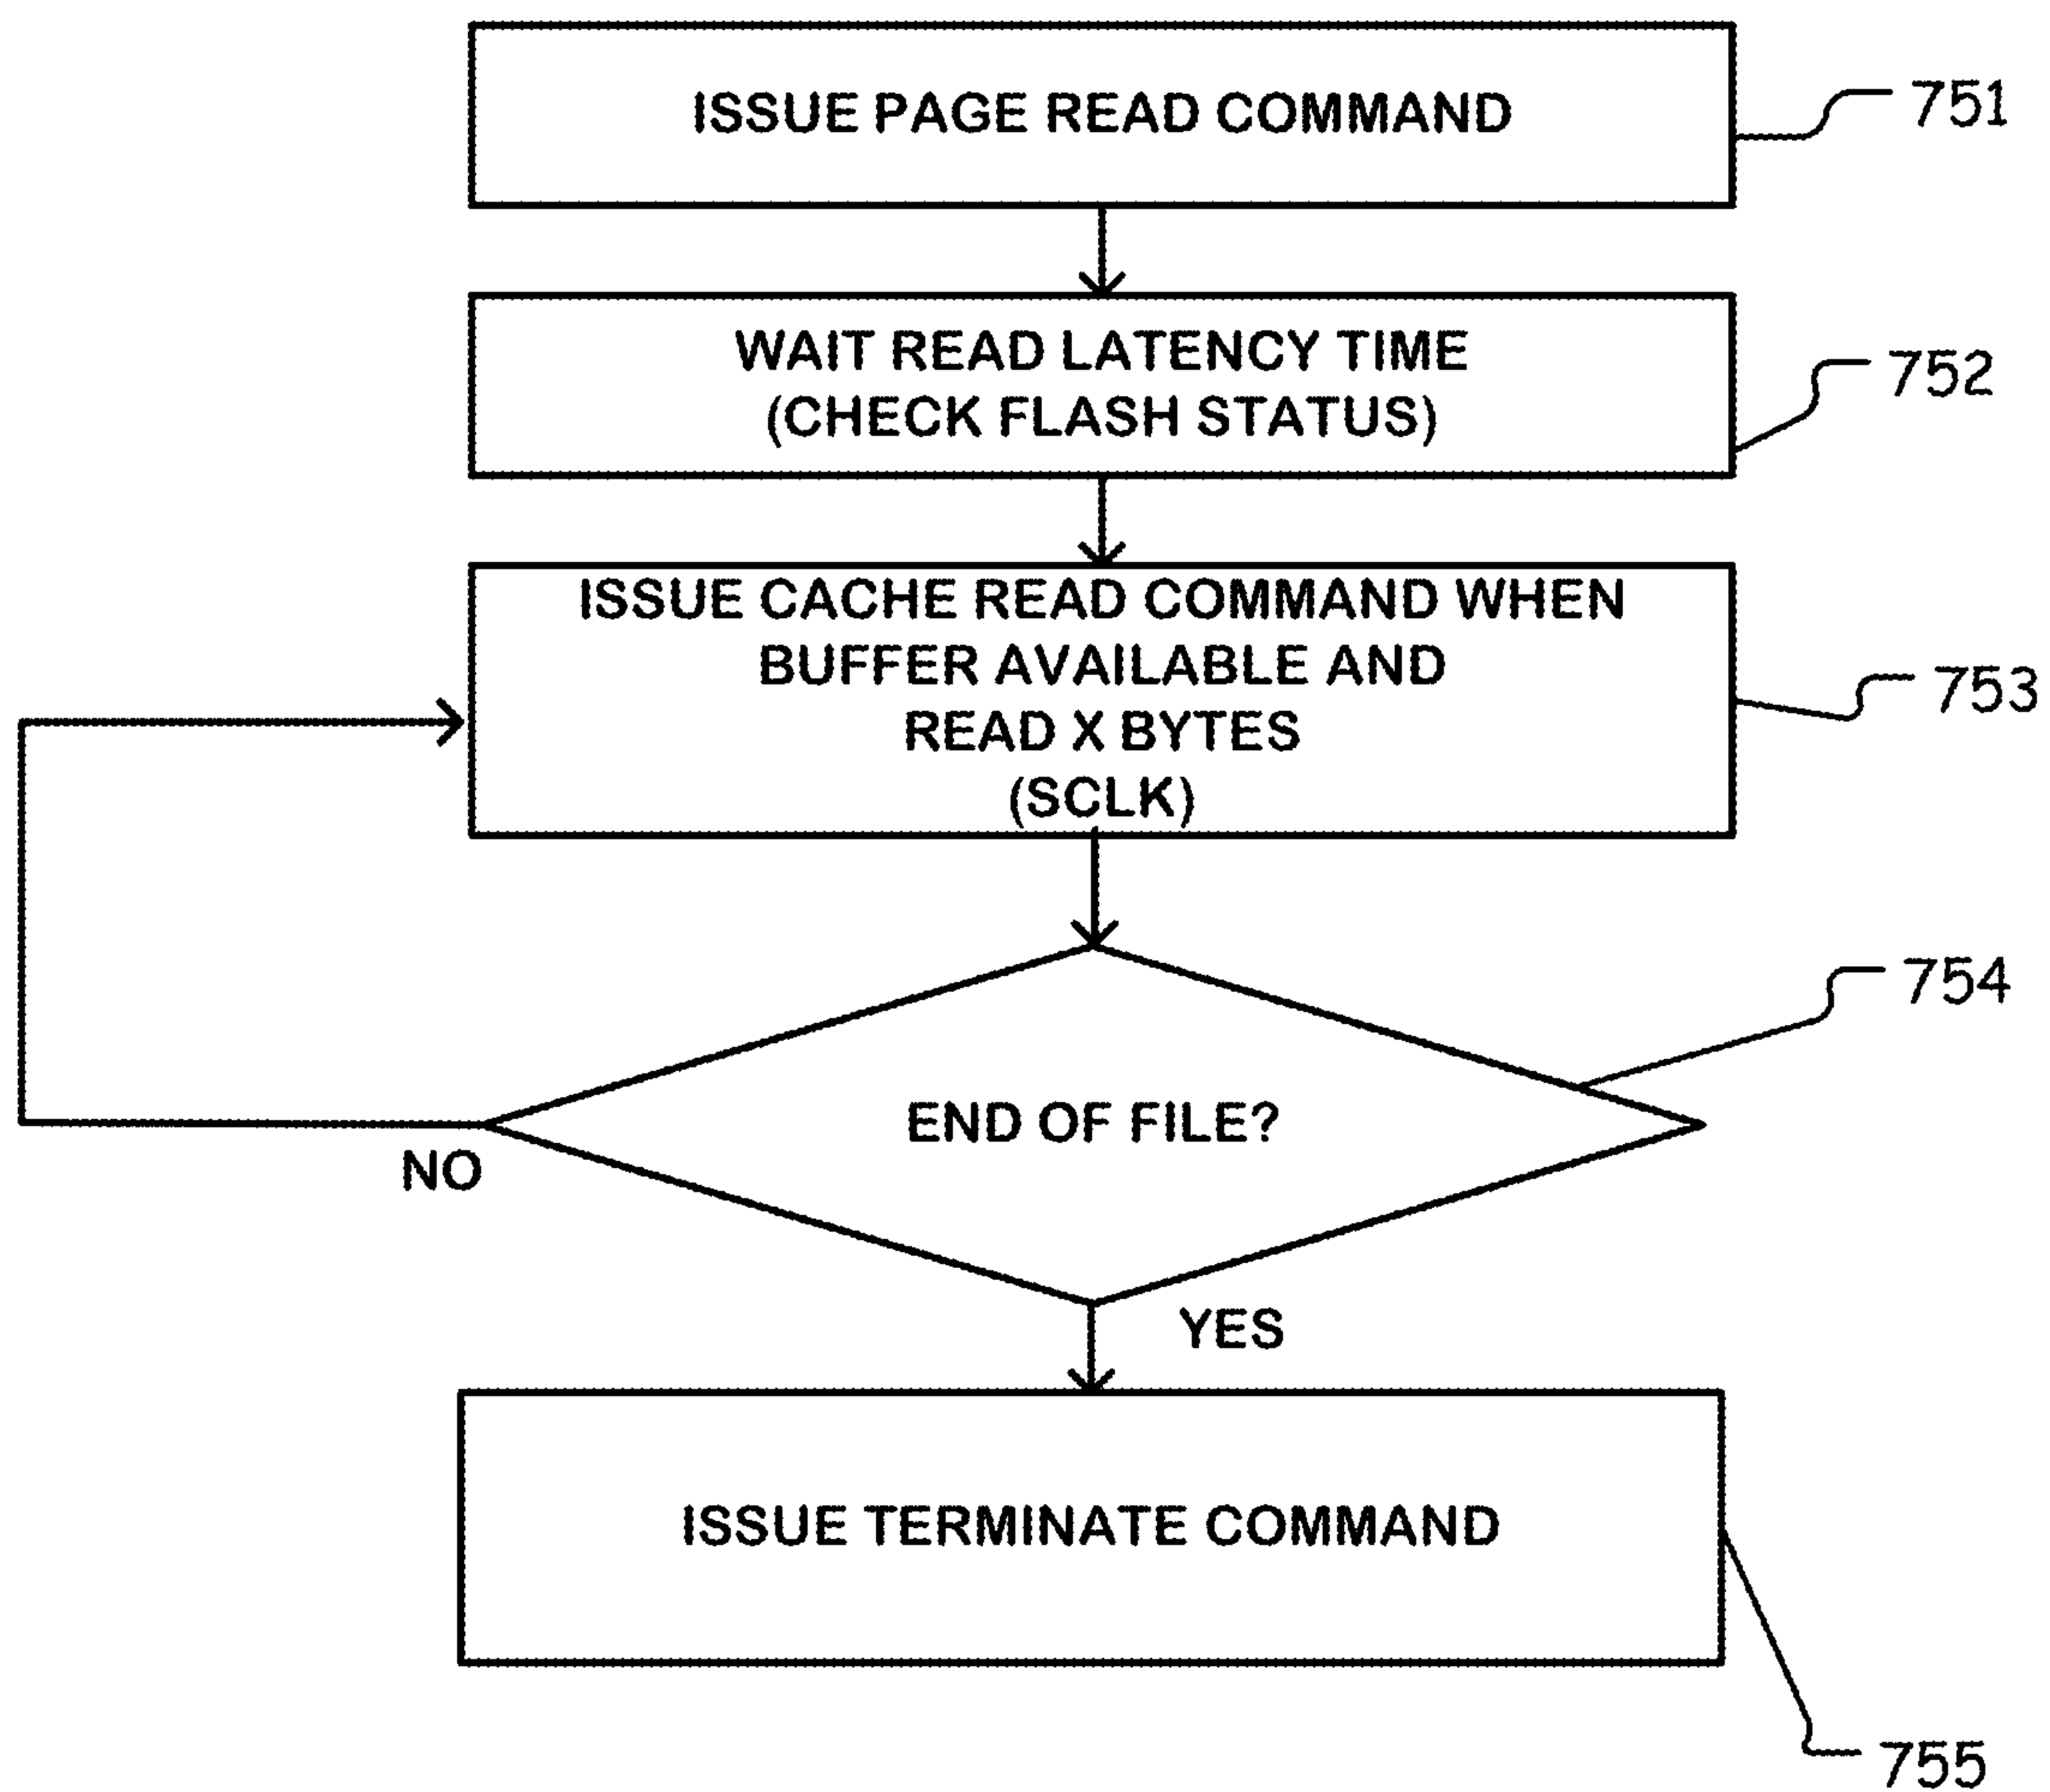 ISSUE PAGE READ COMMAND
751
WAIT READ LATENCY TIME
(CHECK FLASH STATUS)
752
ISSUE CACHE READ COMMAND WHEN
BUFFER AVAILABLE AND
READ X BYTES
(SCLK)
753
END OF FILE?
754
NO
YES
ISSUE TERMINATE COMMAND
755